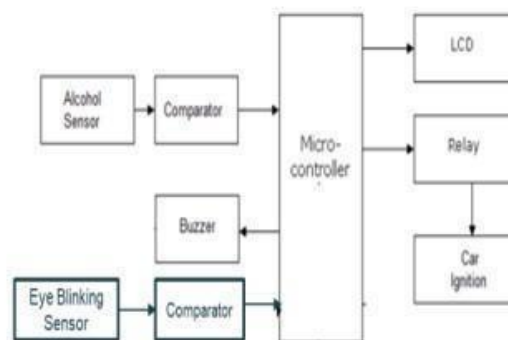 LCD
Alcohol
Sensor
Comparator
Micro-
controller
Relay
Buzzer
Car
Ignition
Eye Blinking
Sensor
Comparator